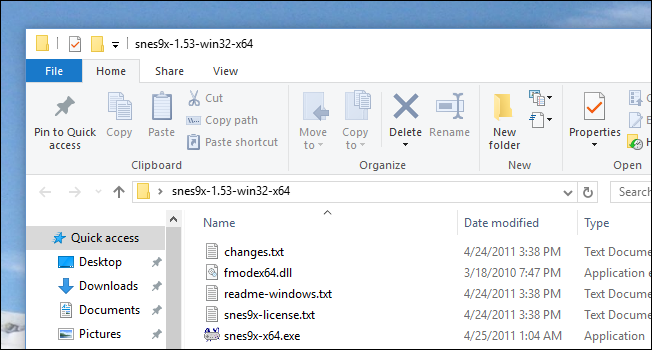 snes9x-1.53-win32-x64
File Home Share View
Pin to Quick access
Copy
Paste
Cut
Copy path
Paste shortcut
Clipboard
Move to
Copy to
Delete
Rename
Organize
New folder
New
Properties
Open
snes9x-1.53-win32-x64
Search
Name Date modified Type
Quick access
Desktop
Downloads
Documents
Pictures
changes.txt 4/24/2011 3:38 PM Text Docume
fmodex64.dll 3/18/2010 7:47 PM Application e
readme-windows.txt 4/24/2011 3:38 PM Text Docume
snes9x-license.txt 4/24/2011 3:38 PM Text Docume
snes9x-x64.exe 4/25/2011 1:04 AM Application